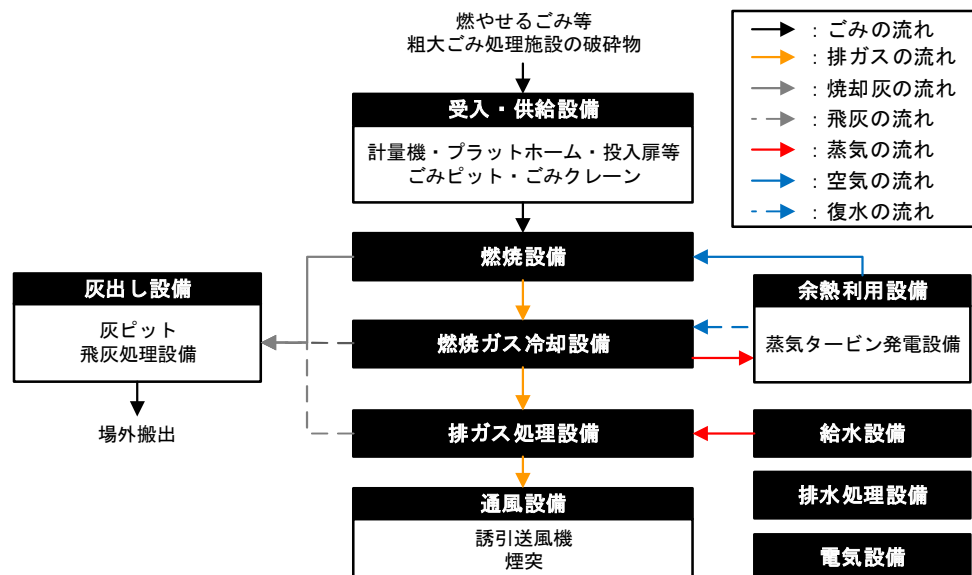 燃やせるごみ等
粗大ごみ処理施設の破砕物
受入・供給設備
計量機・プラットホーム・投入扉等
ごみピット・ごみクレーン
燃焼設備
燃焼ガス冷却設備
排ガス処理設備
通風設備
誘引送風機
煙突
灰出し設備
灰ピット
飛灰処理設備
場外搬出
：ごみの流れ
：排ガスの流れ
：焼却灰の流れ
：飛灰の流れ
：蒸気の流れ
：空気の流れ
：復水の流れ
余熱利用設備
蒸気タービン発電設備
給水設備
排水処理設備
電気設備